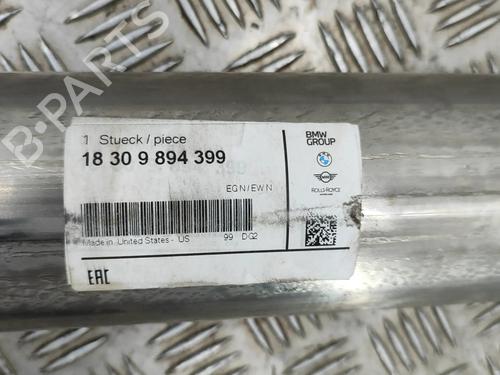 B-PARTS
1 Stueck / piece
18 30 9 894 399
EGN/EWN
Made in United States - US 99 DG2
EAC
BMW
GROUP
MINI
ROLLS-ROYCE